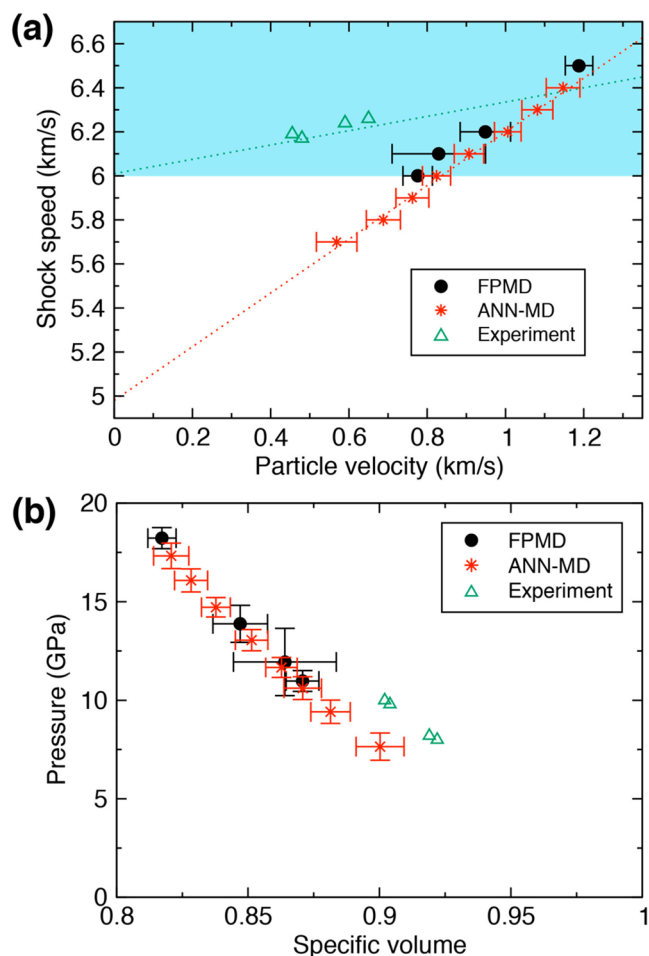 (a)
6.6
6.4
6.2
6
5.8
5.6
5.4
5.2
5
Shock speed (km/s)
FPMD
ANN-MD
Experiment
0 0.2 0.4 0.6 0.8 1 1.2
Particle velocity (km/s)
(b)
20
15
10
5
0
Pressure (GPa)
FPMD
ANN-MD
Experiment
0.8 0.85 0.9 0.95 1
Specific volume